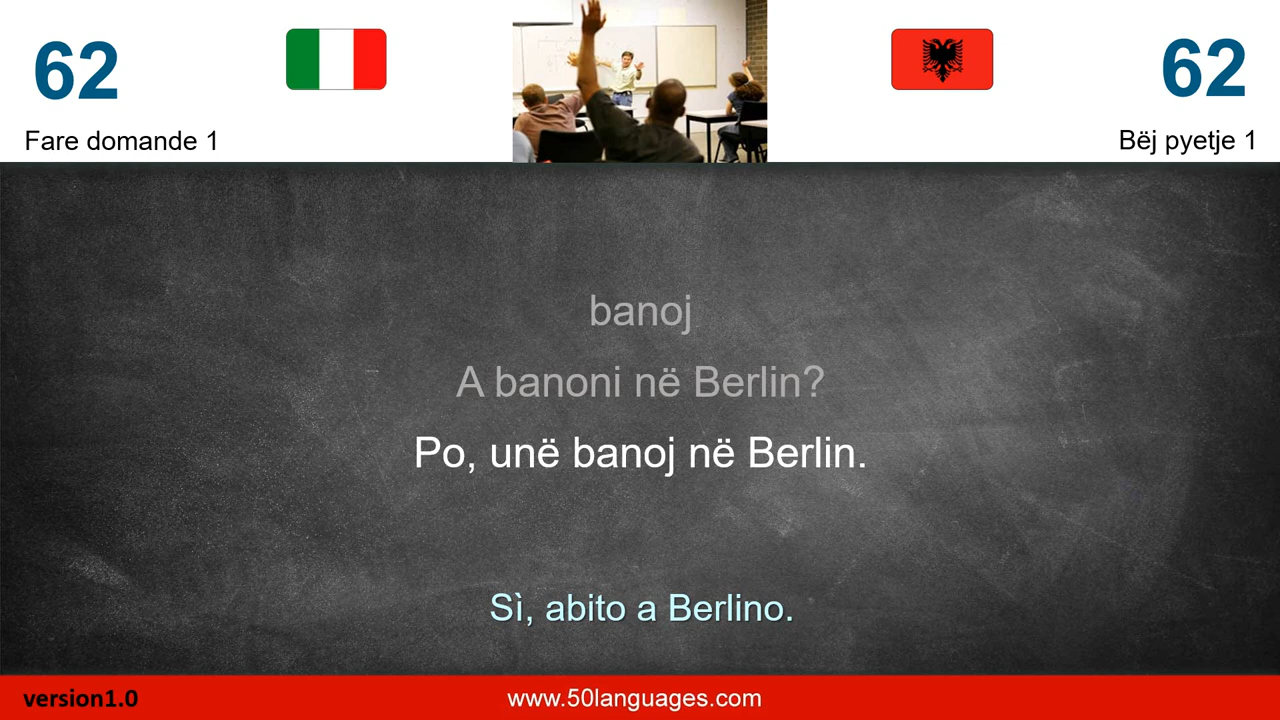 62
62
Fare domande 1
Bëj pyetje 1
banoj
A banoni në Berlin?
Po, unë banoj në Berlin.
Sì, abito a Berlino.
version1.0
www.50languages.com